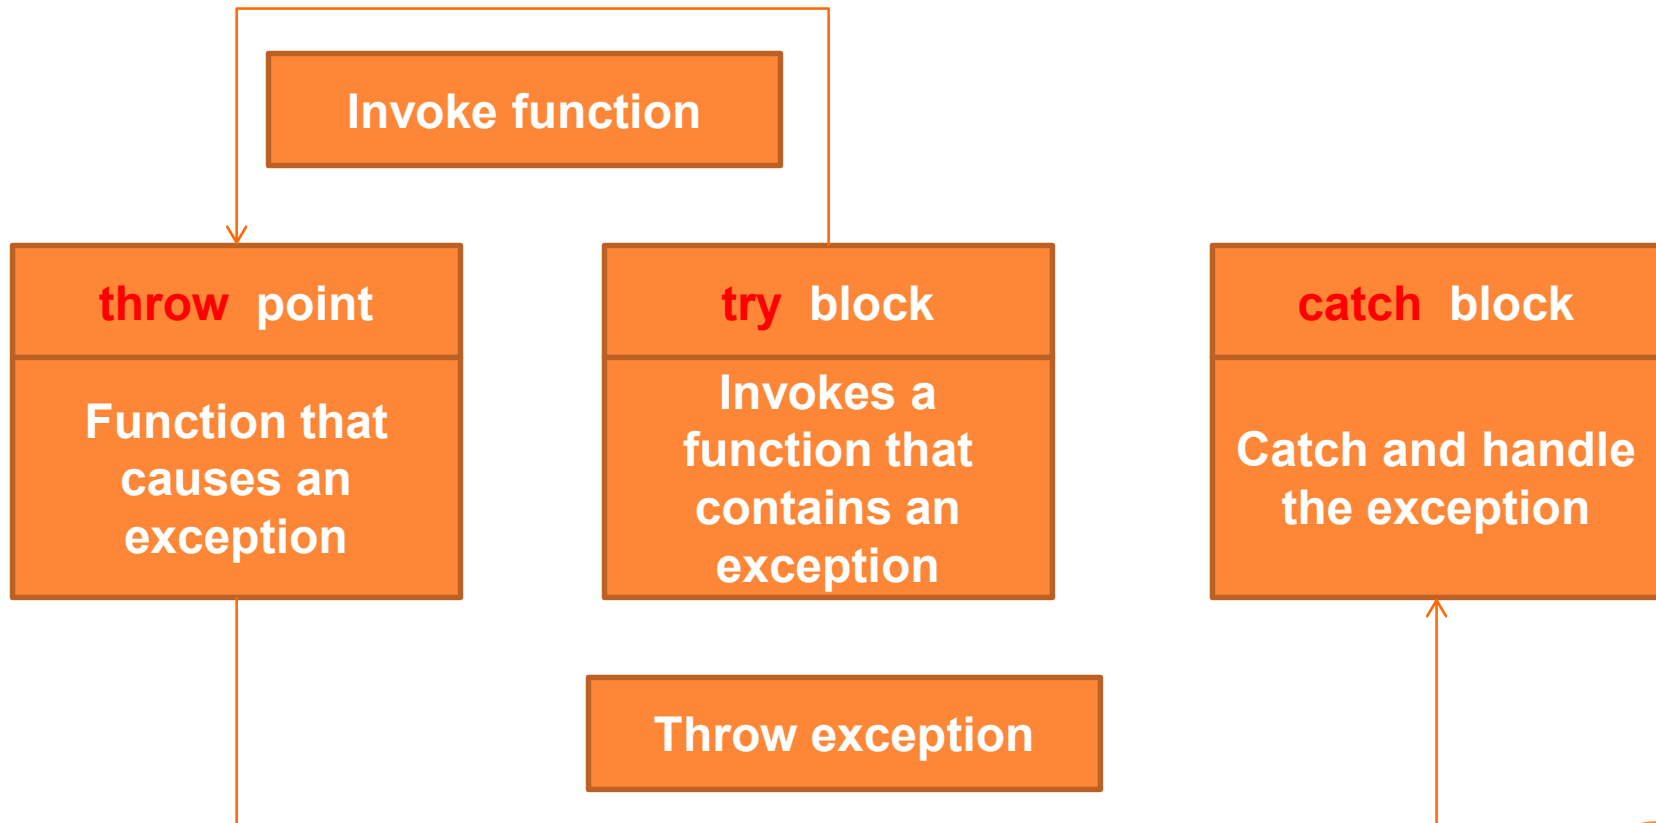 Invoke function
throw point
Function that
causes an
exception
try block
Invokes a
function that
contains an
exception
catch block
Catch and handle
the exception
Throw exception